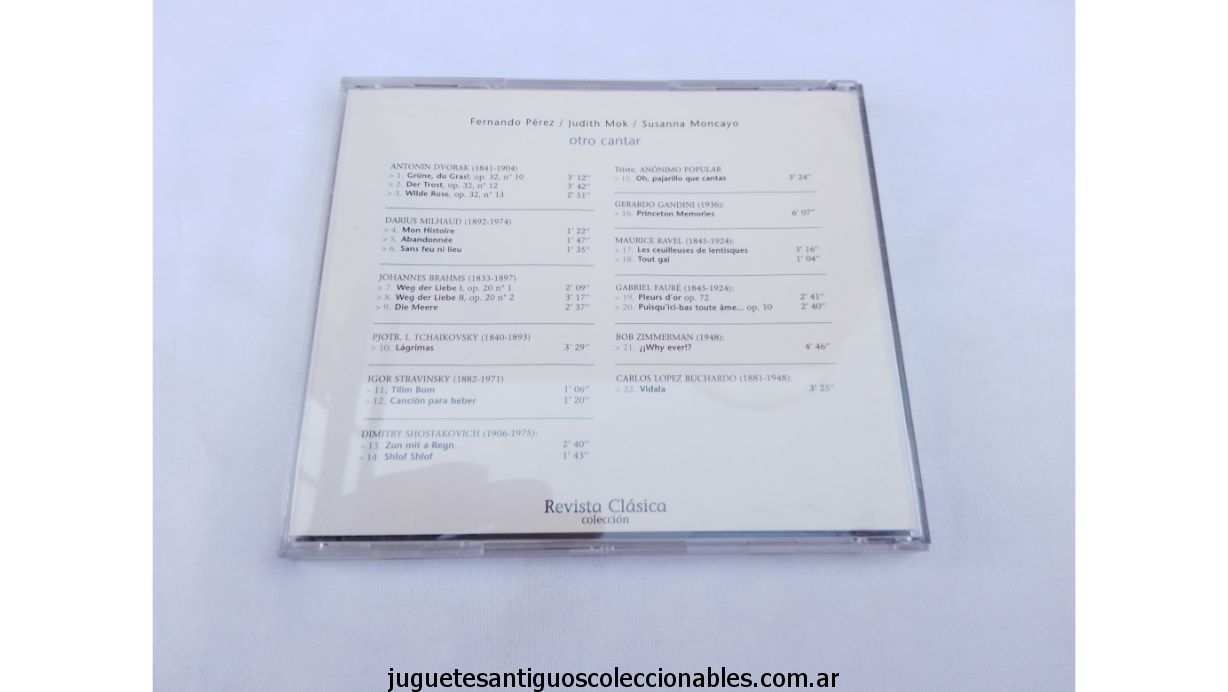 Fernando Pérez / Judith Mok / Susanna Moncayo
otro cantar
ANTONIN DVORAK (1841-1904)
> 1. Grüne, du Gras!, op. 32, n° 10 3' 12"
> 2. Der Trost, op. 32, n° 12 3' 42"
> 3. Wilde Rose, op. 32, n° 13 2' 51"
DARIUS MILHAUD (1892-1974)
> 4. Mon Histoire 1' 22"
> 5. Abandonnée 1' 47"
> 6. Sans feu ni lieu 1' 35"
JOHANNES BRAHMS (1833-1897)
> 7. Weg der Liebe I, op. 20 n° 1 2' 09"
> 8. Weg der Liebe II, op. 20 n° 2 3' 17"
> 9. Die Meere 2' 37"
PJOTR. I. TCHAIKOVSKY (1840-1893)
> 10. Lágrimas 3' 29"
IGOR STRAVINSKY (1882-1971)
> 11. Tilim Bom 1' 06"
> 12. Canción para beber 1' 20"
DIMITRY SHOSTAKOVICH (1906-1975):
> 13. Zun mit a Regn 2' 40"
> 14. Shlof Shlof 1' 43"
Triste, ANÓNIMO POPULAR
> 15. Oh, pajarillo que cantas 3' 24"
GERARDO GANDINI (1936):
> 16. Princeton Memories 6' 07"
MAURICE RAVEL (1845-1924):
> 17. Les ceuilleuses de lentisques 3' 16"
> 18. Tout gai 1' 04"
GABRIEL FAURÉ (1845-1924):
> 19. Pleurs d'or op. 72 2' 41"
> 20. Puisqu'ici-bas toute âme... op. 10 2' 40"
BOB ZIMMERMAN (1948):
> 21. ¿¡Why ever!? 4' 46"
CARLOS LOPEZ BUCHARDO (1881-1948):
> 22. Vidala 3' 25"
Revista Clásica
colección
juguetesantiguoscoleccionables.com.ar